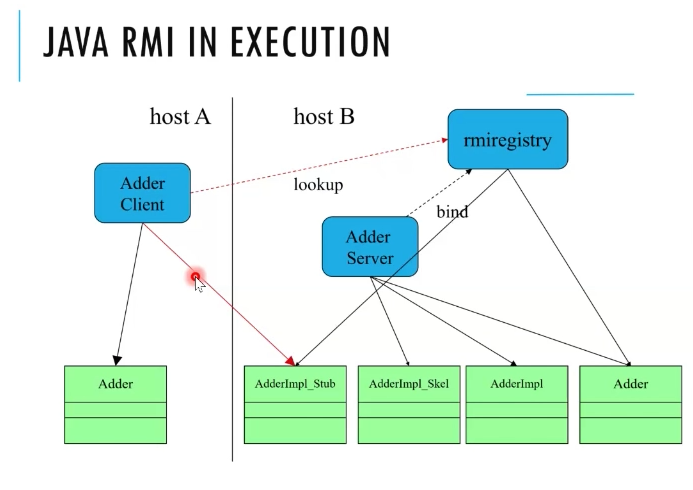 JAVA RMI IN EXECUTION
host A
host B
rmiregistry
Adder
Client
lookup
bind
Adder
Server
Adder
AdderImpl_Stub
AdderImpl_Skel
AdderImpl
Adder